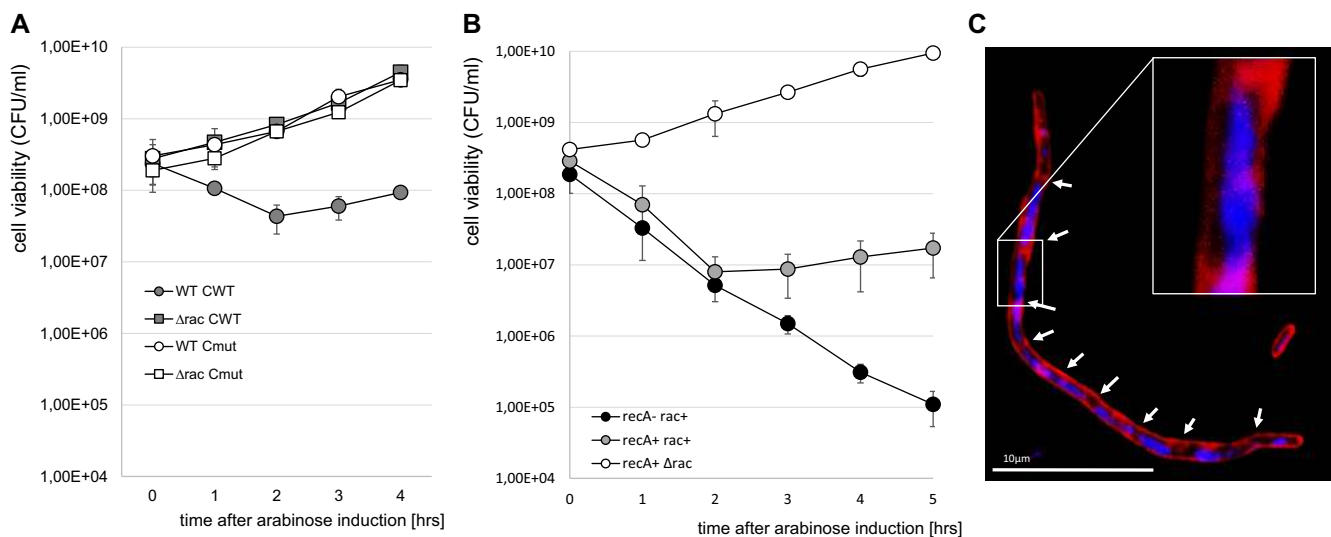 A
cell viability (CFU/ml)
1,00E+10
1,00E+09
1,00E+08
1,00E+07
1,00E+06
1,00E+05
1,00E+04
WT CWT
Δrac CWT
WT Cmut
Δrac Cmut
0 1 2 3 4
time after arabinose induction [hrs]
B
cell viability (CFU/ml)
1,00E+10
1,00E+09
1,00E+08
1,00E+07
1,00E+06
1,00E+05
1,00E+04
recA- rac+
recA+ rac+
recA+ Δrac
0 1 2 3 4 5
time after arabinose induction [hrs]
C
10µm